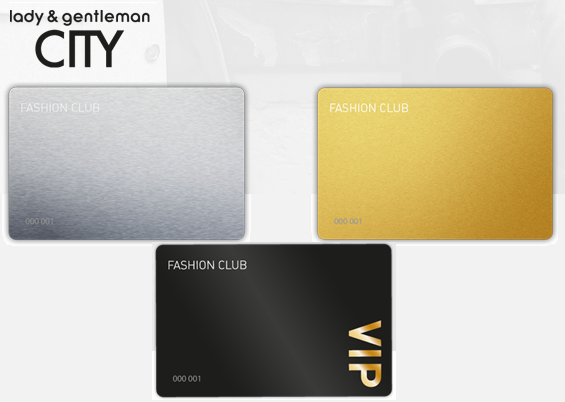 lady & gentleman
CITY
FASHION CLUB
000 001
FASHION CLUB
000 001
FASHION CLUB
VIP
000 001